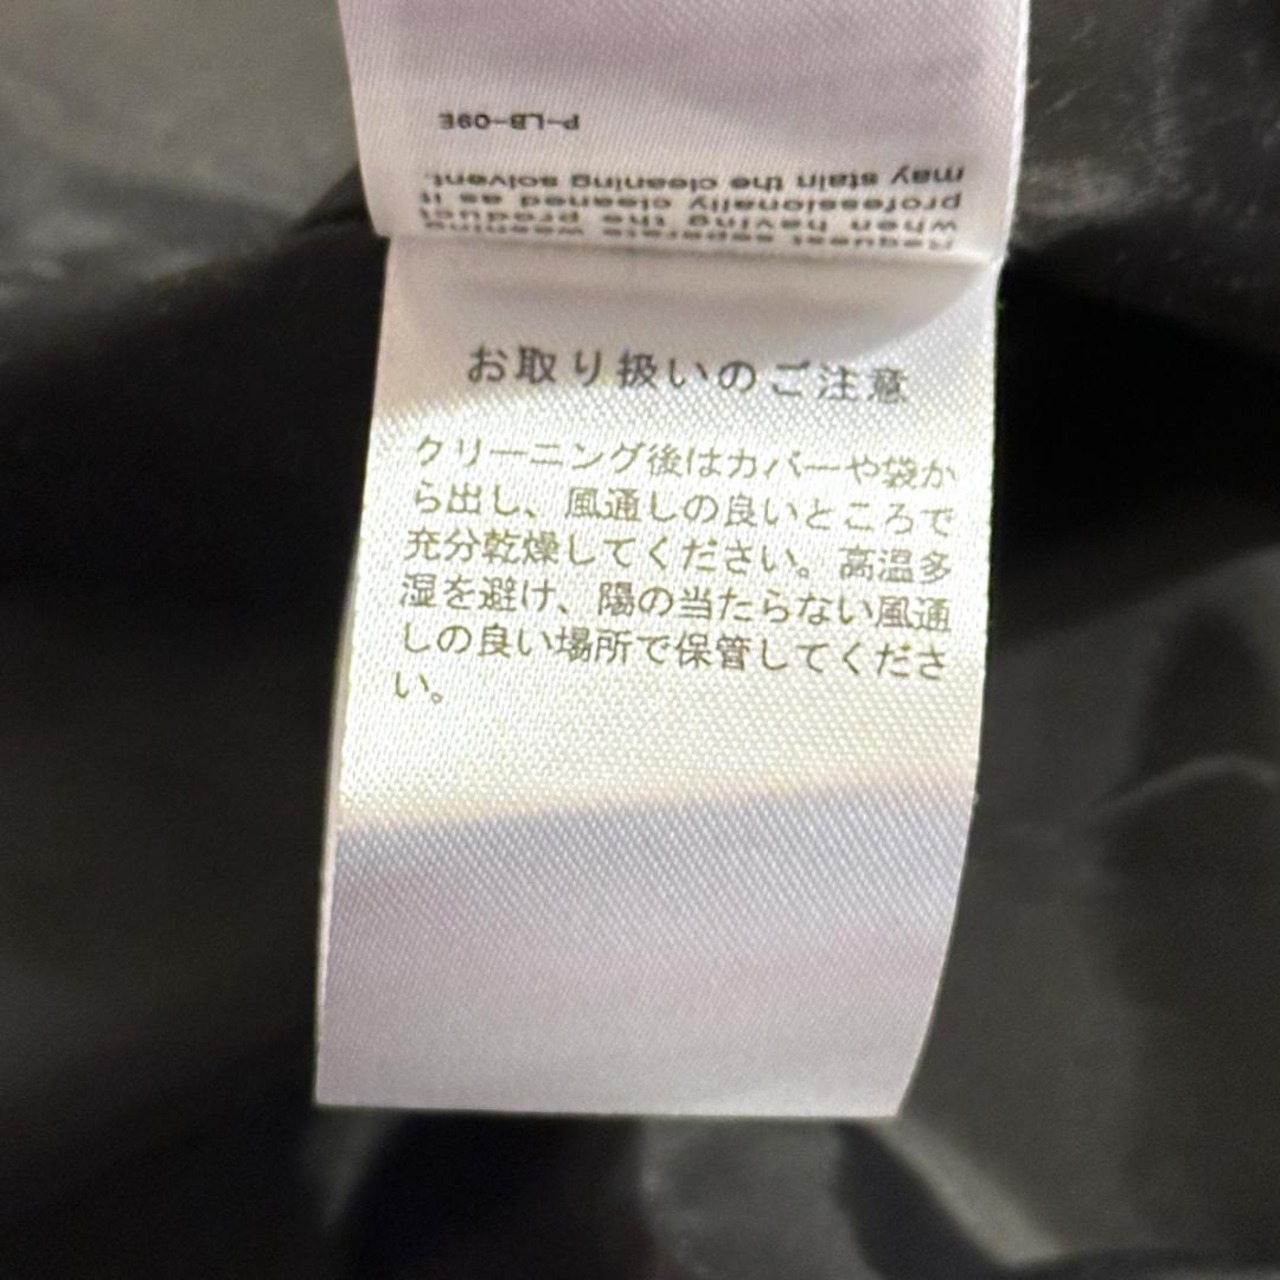 Request separate washing
when having the product
professionally cleaned as it
may stain the cleaning solvent.
P-LB-09E
お取り扱いのご注意
クリーニング後はカバーや袋か
ら出し、風通しの良いところで
充分乾燥してください。高温多
湿を避け、陽の当たらない風通
しの良い場所で保管してくださ
い。